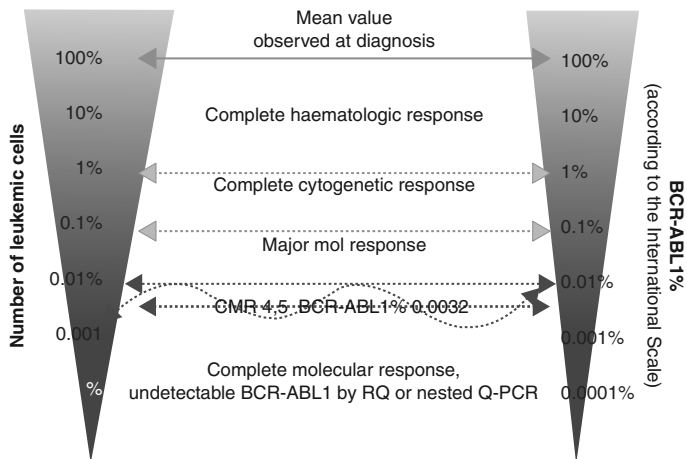 Mean value
observed at diagnosis
100%
100%
10%
Complete haematologic response
10%
1%
1%
Complete cytogenetic response
0.1%
0.1%
Major mol response
0.01%
0.01%
CMR 4,5 BCR-ABL1% 0.0032
0.001
0.001%
Complete molecular response,
%
undetectable BCR-ABL1 by RQ or nested Q-PCR
0.0001%
Number of leukemic cells
BCR-ABL1%
(according to the International Scale)